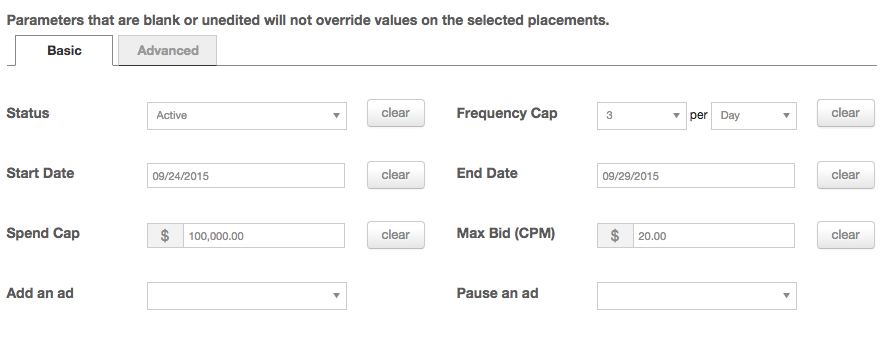 Parameters that are blank or unedited will not override values on the selected placements.
Basic Advanced
Status Active clear Frequency Cap 3 per Day clear
Start Date 09/24/2015 clear End Date 09/29/2015 clear
Spend Cap $ 100,000.00 clear Max Bid (CPM) $ 20.00 clear
Add an ad Pause an ad